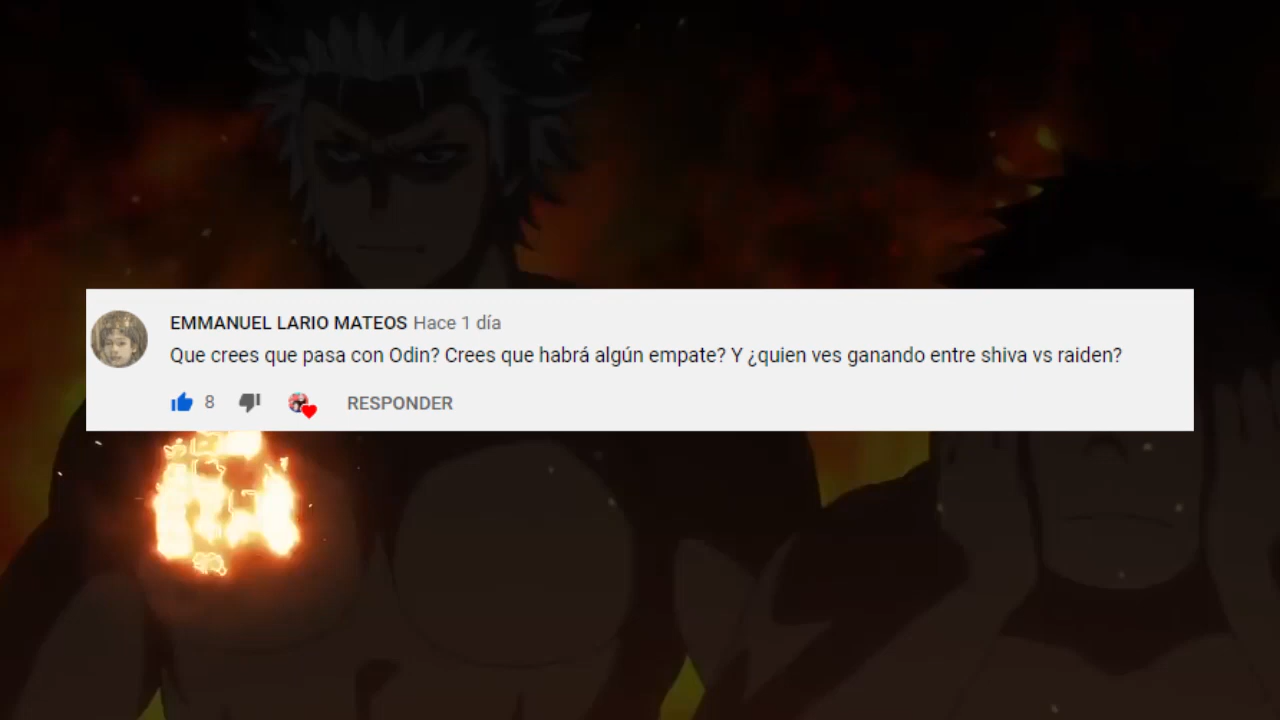 EMMANUEL LARIO MATEOS Hace 1 día
Que crees que pasa con Odin? Crees que habrá algún empate? Y ¿quien ves ganando entre shiva vs raiden?
8 RESPONDER